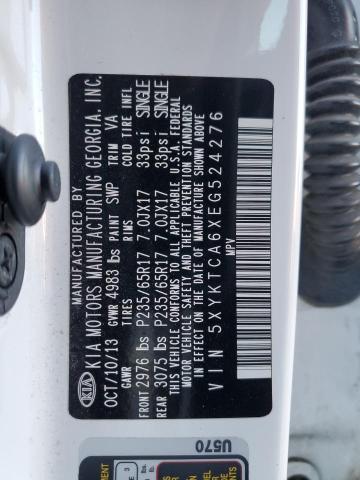 MANUFACTURED BY
KIA MOTORS MANUFACTURING GEORGIA, INC.
OCT/10/13 GVWR 4983 lbs PAINT SWP TRIM VA
GAWR TIRES RIMS COLD TIRE INFL
FRONT 2976 lbs P235/65R17 7.0JX17 33psi SINGLE
REAR 3075 lbs P235/65R17 7.0JX17 33psi SINGLE
THIS VEHICLE CONFORMS TO ALL APPLICABLE U.S.A. FEDERAL
MOTOR VEHICLE SAFETY AND THEFT PREVENTION STANDARDS
IN EFFECT ON THE DATE OF MANUFACTURE SHOWN ABOVE
VIN 5XYKTCA6XEG524276
MPV
KIA
U570